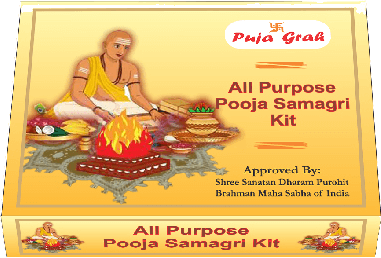 Puja Grah
All Purpose
Pooja Samagri
Kit
Approved By:
Shree Sanatan Dharam Purohit
Brahman Maha Sabha of India
All Purpose
Pooja Samagri Kit